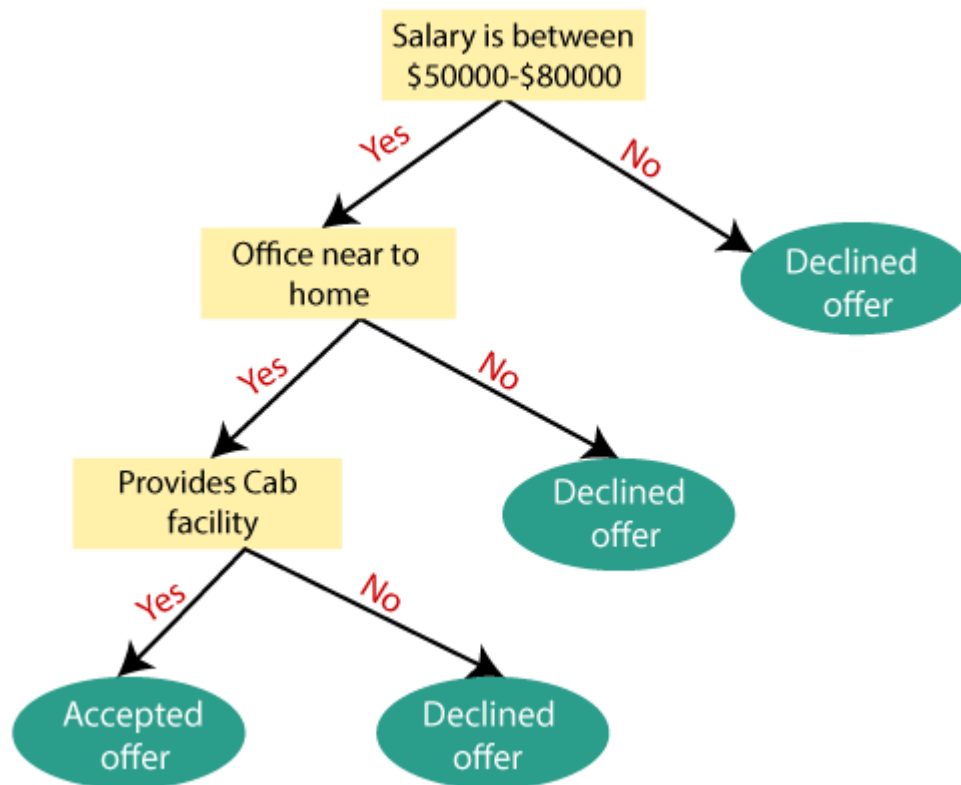 Salary is between
$50000-$80000
Yes
No
Office near to
home
Declined
offer
Yes
No
Provides Cab
facility
Declined
offer
Yes
No
Accepted
offer
Declined
offer